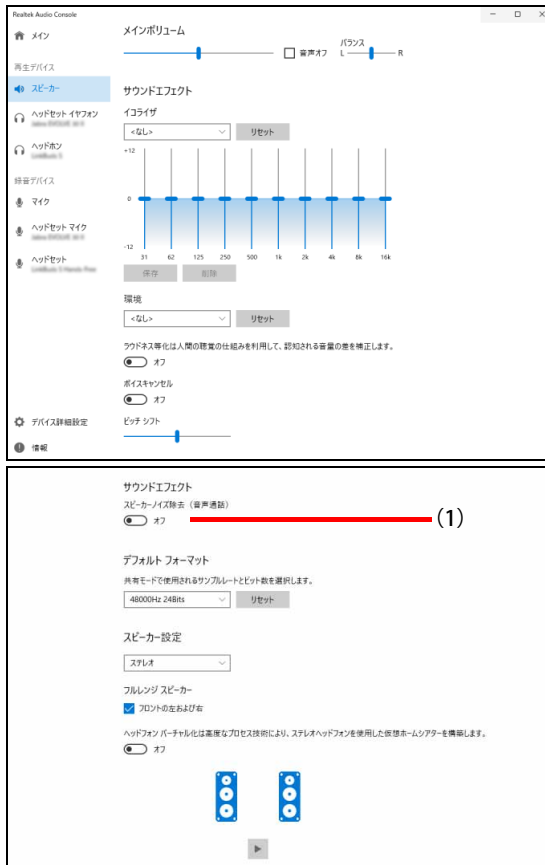 Realtek Audio Console
メイン
再生デバイス
スピーカー
ヘッドセット イヤフォン
ヘッドホン
録音デバイス
マイク
ヘッドセット マイク
ヘッドセット
デバイス詳細設定
情報
メインボリューム
音声オフ
バランス
L R
サウンドエフェクト
イコライザ
<なし> リセット
+12
0
-12
31 62 125 250 500 1k 2k 4k 8k 16k
保存 削除
環境
<なし> リセット
ラウドネス等化は人間の聴覚の仕組みを利用して、認知される音量の差を補正します。
オフ
ボイスキャンセル
オフ
ピッチ シフト
サウンドエフェクト
スピーカーノイズ除去（音声通話）
オフ
(1)
デフォルト フォーマット
共有モードで使用されるサンプルレートとビット数を選択します。
48000Hz 24Bits リセット
スピーカー設定
ステレオ
フルレンジ スピーカー
フロントの左および右
ヘッドフォン バーチャル化は高度なプロセス技術により、ステレオヘッドフォンを使用した仮想ホームシアターを構築します。
オフ